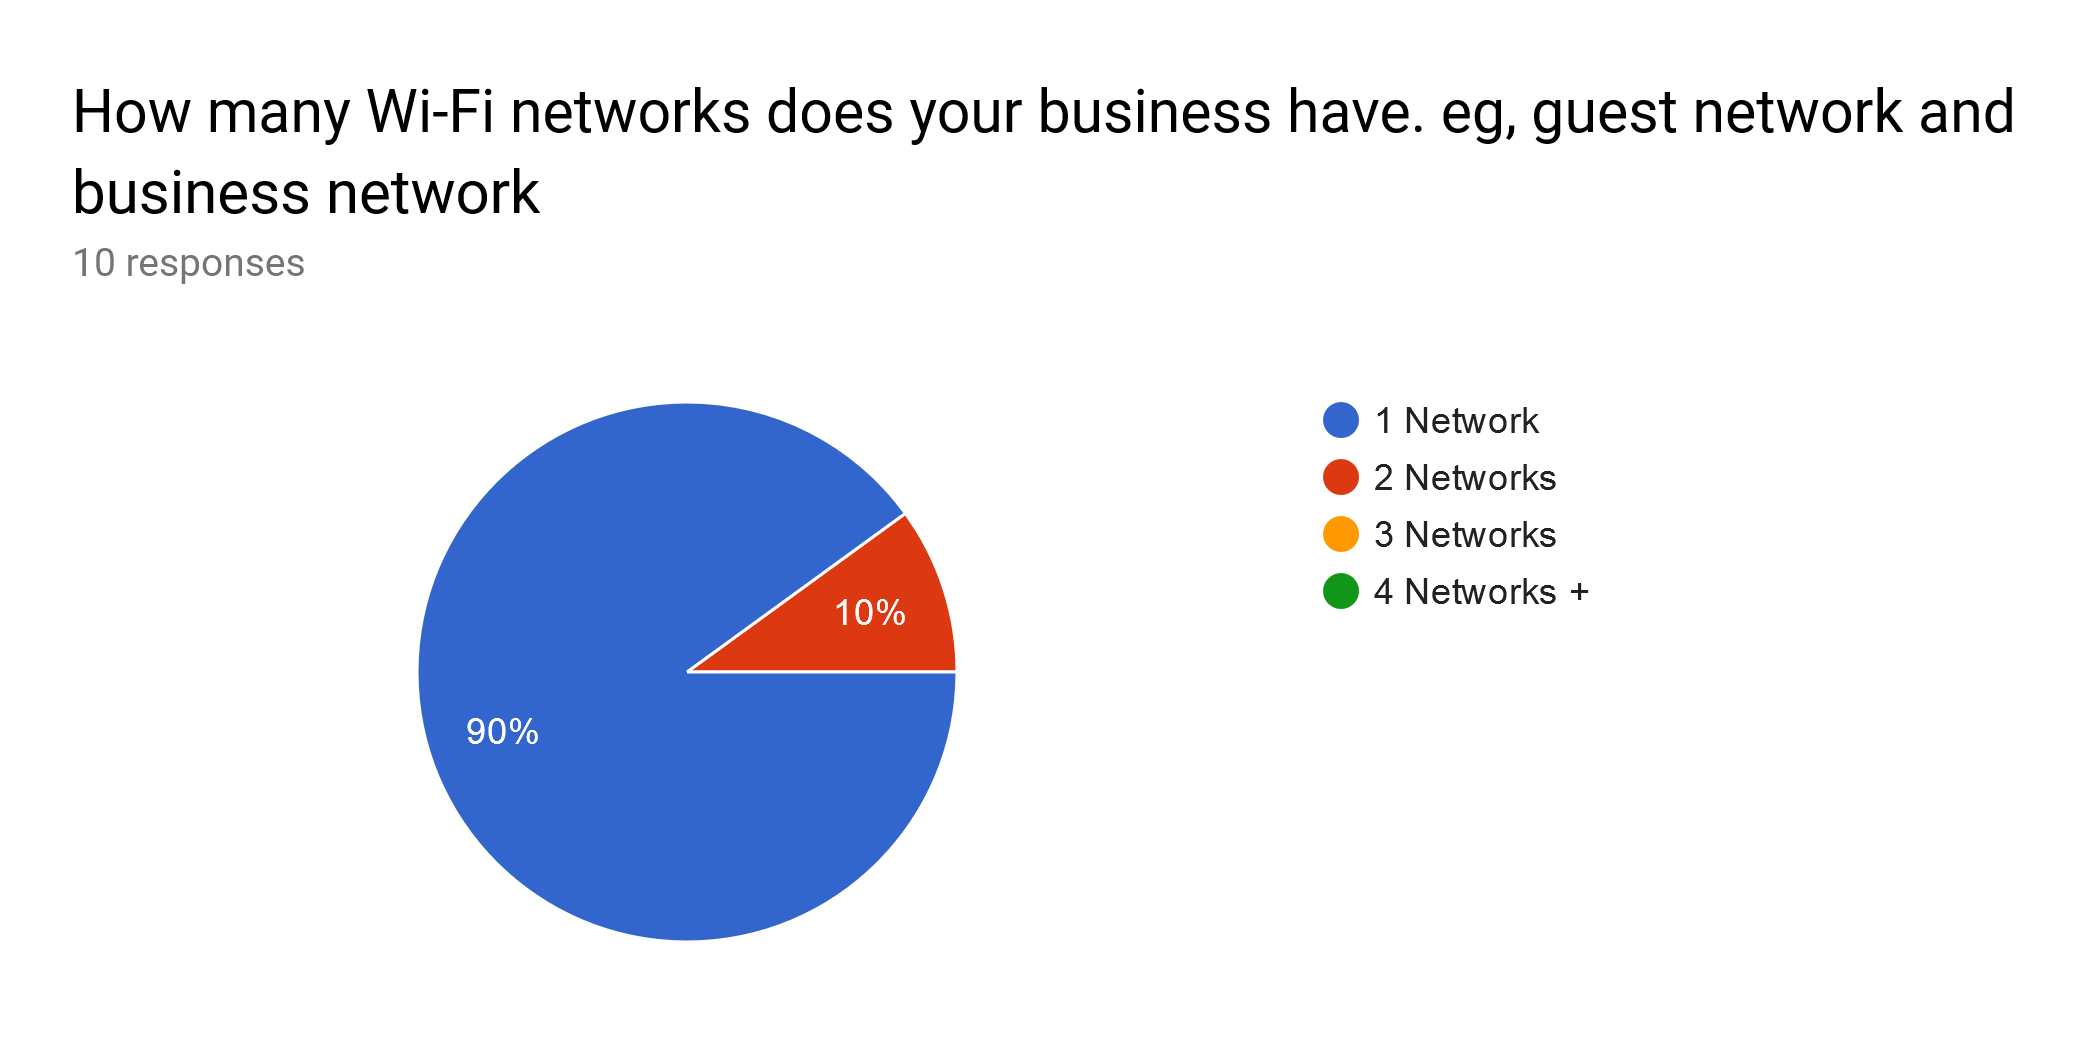 How many Wi-Fi networks does your business have. eg, guest network and
business network
10 responses
1 Network
2 Networks
3 Networks
4 Networks +
10%
90%